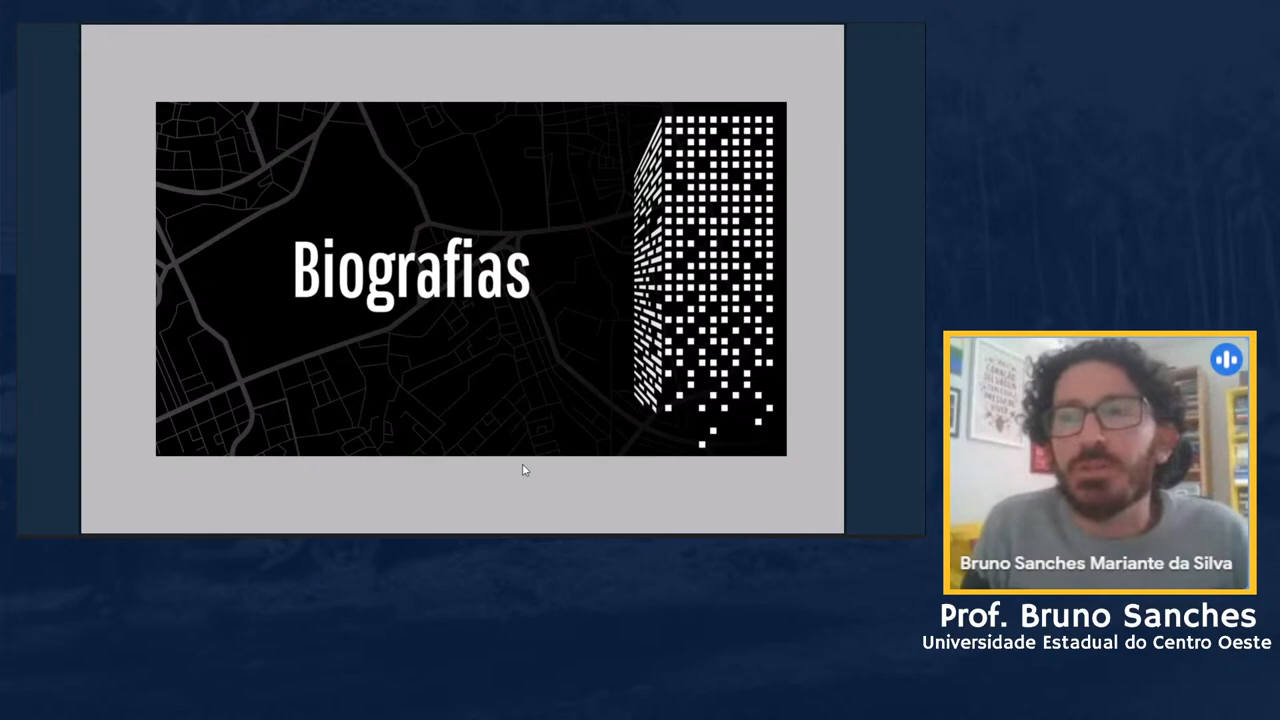 Biografias
Bruno Sanches Mariante da Silva
Prof. Bruno Sanches
Universidade Estadual do Centro Oeste